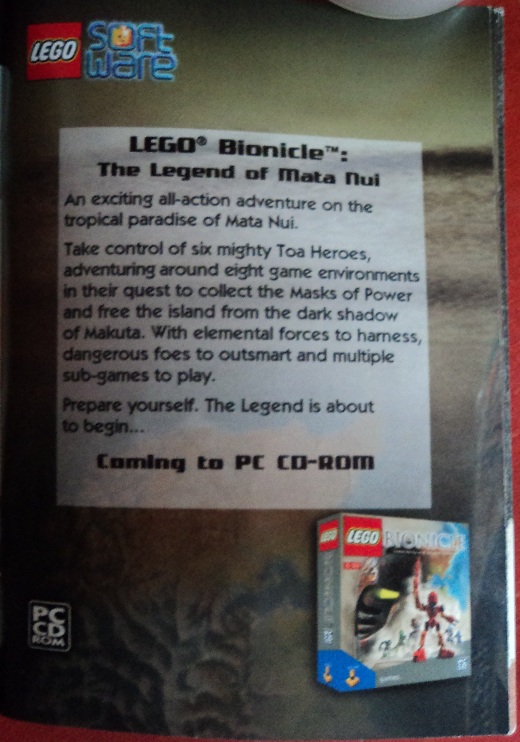 LEGO
Soft
Ware
LEGO® Bionicle™:
The Legend of Mata Nui
An exciting all-action adventure on the
tropical paradise of Mata Nui.
Take control of six mighty Toa Heroes,
adventuring around eight game environments
in their quest to collect the Masks of Power
and free the island from the dark shadow
of Makuta. With elemental forces to harness,
dangerous foes to outsmart and multiple
sub-games to play.
Prepare yourself. The Legend is about
to begin...
Coming to PC CD-ROM
LEGO
LEGO BIONICLE
BIONICLE
PC
CD
ROM